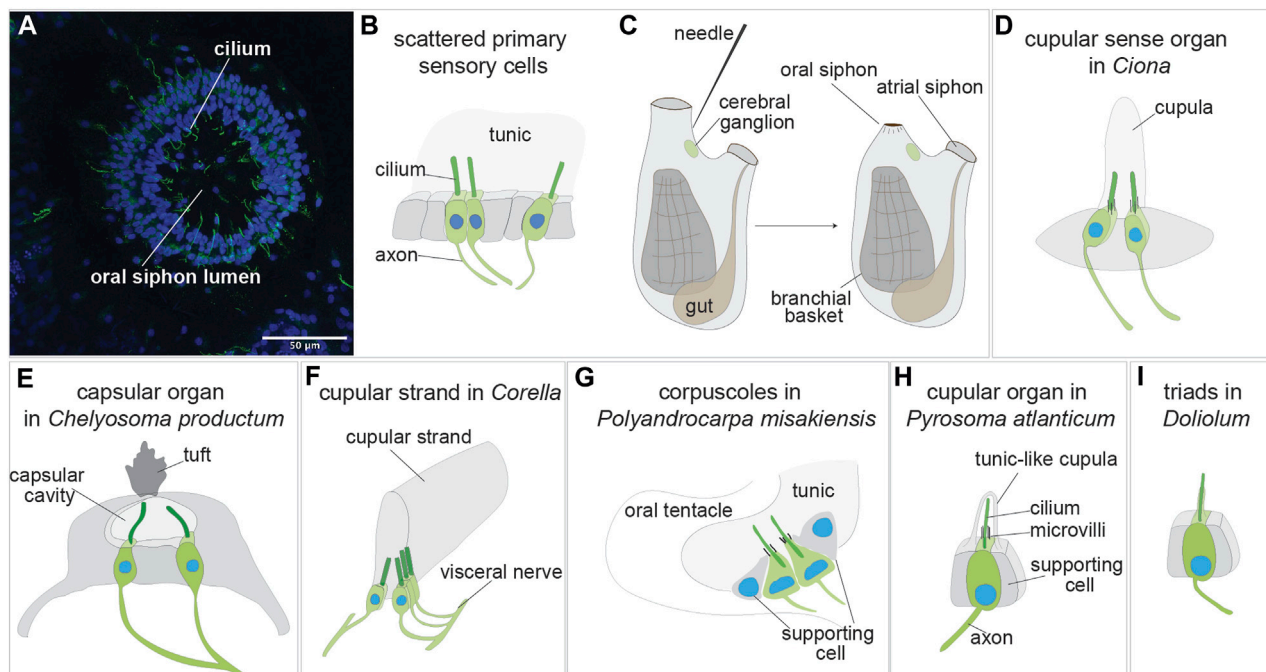 A
cilium
oral siphon lumen
50 µm
B
scattered primary
sensory cells
tunic
cilium
axon
C
needle
oral siphon
atrial siphon
cerebral
ganglion
gut
branchial
basket
D
cupular sense organ
in Ciona
cupula
E
capsular organ
in Chelyosoma productum
tuft
capsular
cavity
F
cupular strand in Corella
cupular strand
visceral nerve
G
corpuscoles in
Polyandrocarpa misakiensis
tunic
oral tentacle
supporting
cell
H
cupular organ in
Pyrosoma atlanticum
tunic-like cupula
cilium
microvilli
supporting
cell
axon
I
triads in
Doliolum